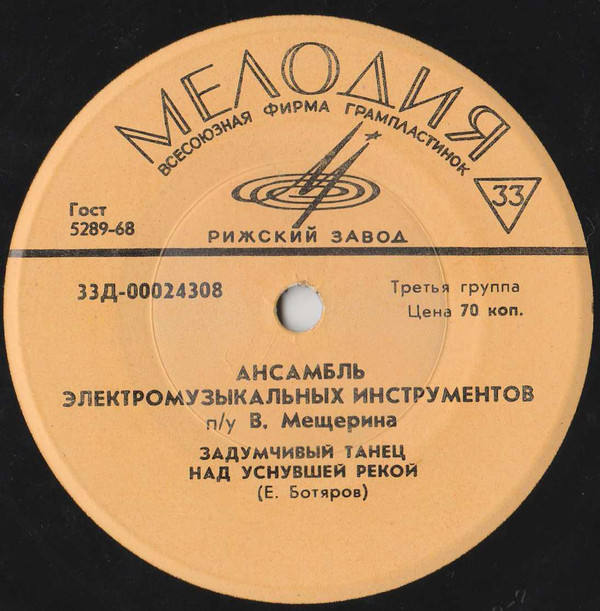 МЕЛОДИЯ
ВСЕСОЮЗНАЯ ФИРМА ГРАМПЛАСТИНОК
33
Гост
5289-68
РИЖСКИЙ ЗАВОД
33Д-00024308
Третья группа
Цена 70 коп.
АНСАМБЛЬ
ЭЛЕКТРОМУЗЫКАЛЬНЫХ ИНСТРУМЕНТОВ
п/у В. Мещерина
ЗАДУМЧИВЫЙ ТАНЕЦ
НАД УСНУВШЕЙ РЕКОЙ
(Е. Ботяров)